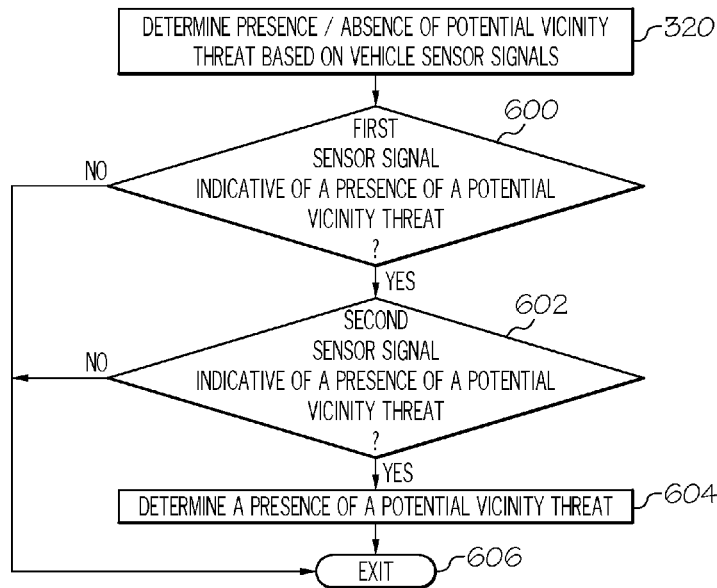 DETERMINE PRESENCE / ABSENCE OF POTENTIAL VICINITY
THREAT BASED ON VEHICLE SENSOR SIGNALS
320
FIRST
SENSOR SIGNAL
INDICATIVE OF A PRESENCE OF A POTENTIAL
VICINITY THREAT
?
600
NO
YES
SECOND
SENSOR SIGNAL
INDICATIVE OF A PRESENCE OF A POTENTIAL
VICINITY THREAT
?
602
NO
YES
DETERMINE A PRESENCE OF A POTENTIAL VICINITY THREAT
604
EXIT
606